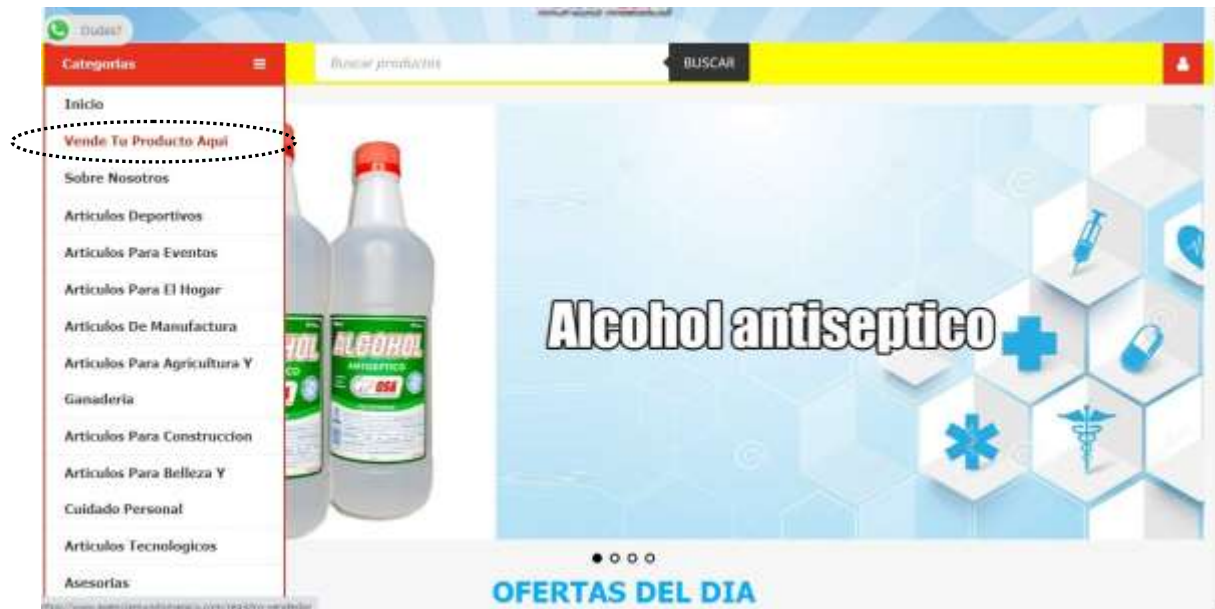 Dudas?
Categorias
Buscar productos
BUSCAR
Inicio
Vende Tu Producto Aqui
Sobre Nosotros
Articulos Deportivos
Articulos Para Eventos
Articulos Para El Hogar
Articulos De Manufactura
Articulos Para Agricultura Y
Ganaderia
Articulos Para Construccion
Articulos Para Belleza Y
Cuidado Personal
Articulos Tecnologicos
Asesorias
ALCOHOL
ANTISEPTICO
OSA
Alcohol antiseptico
OFERTAS DEL DIA